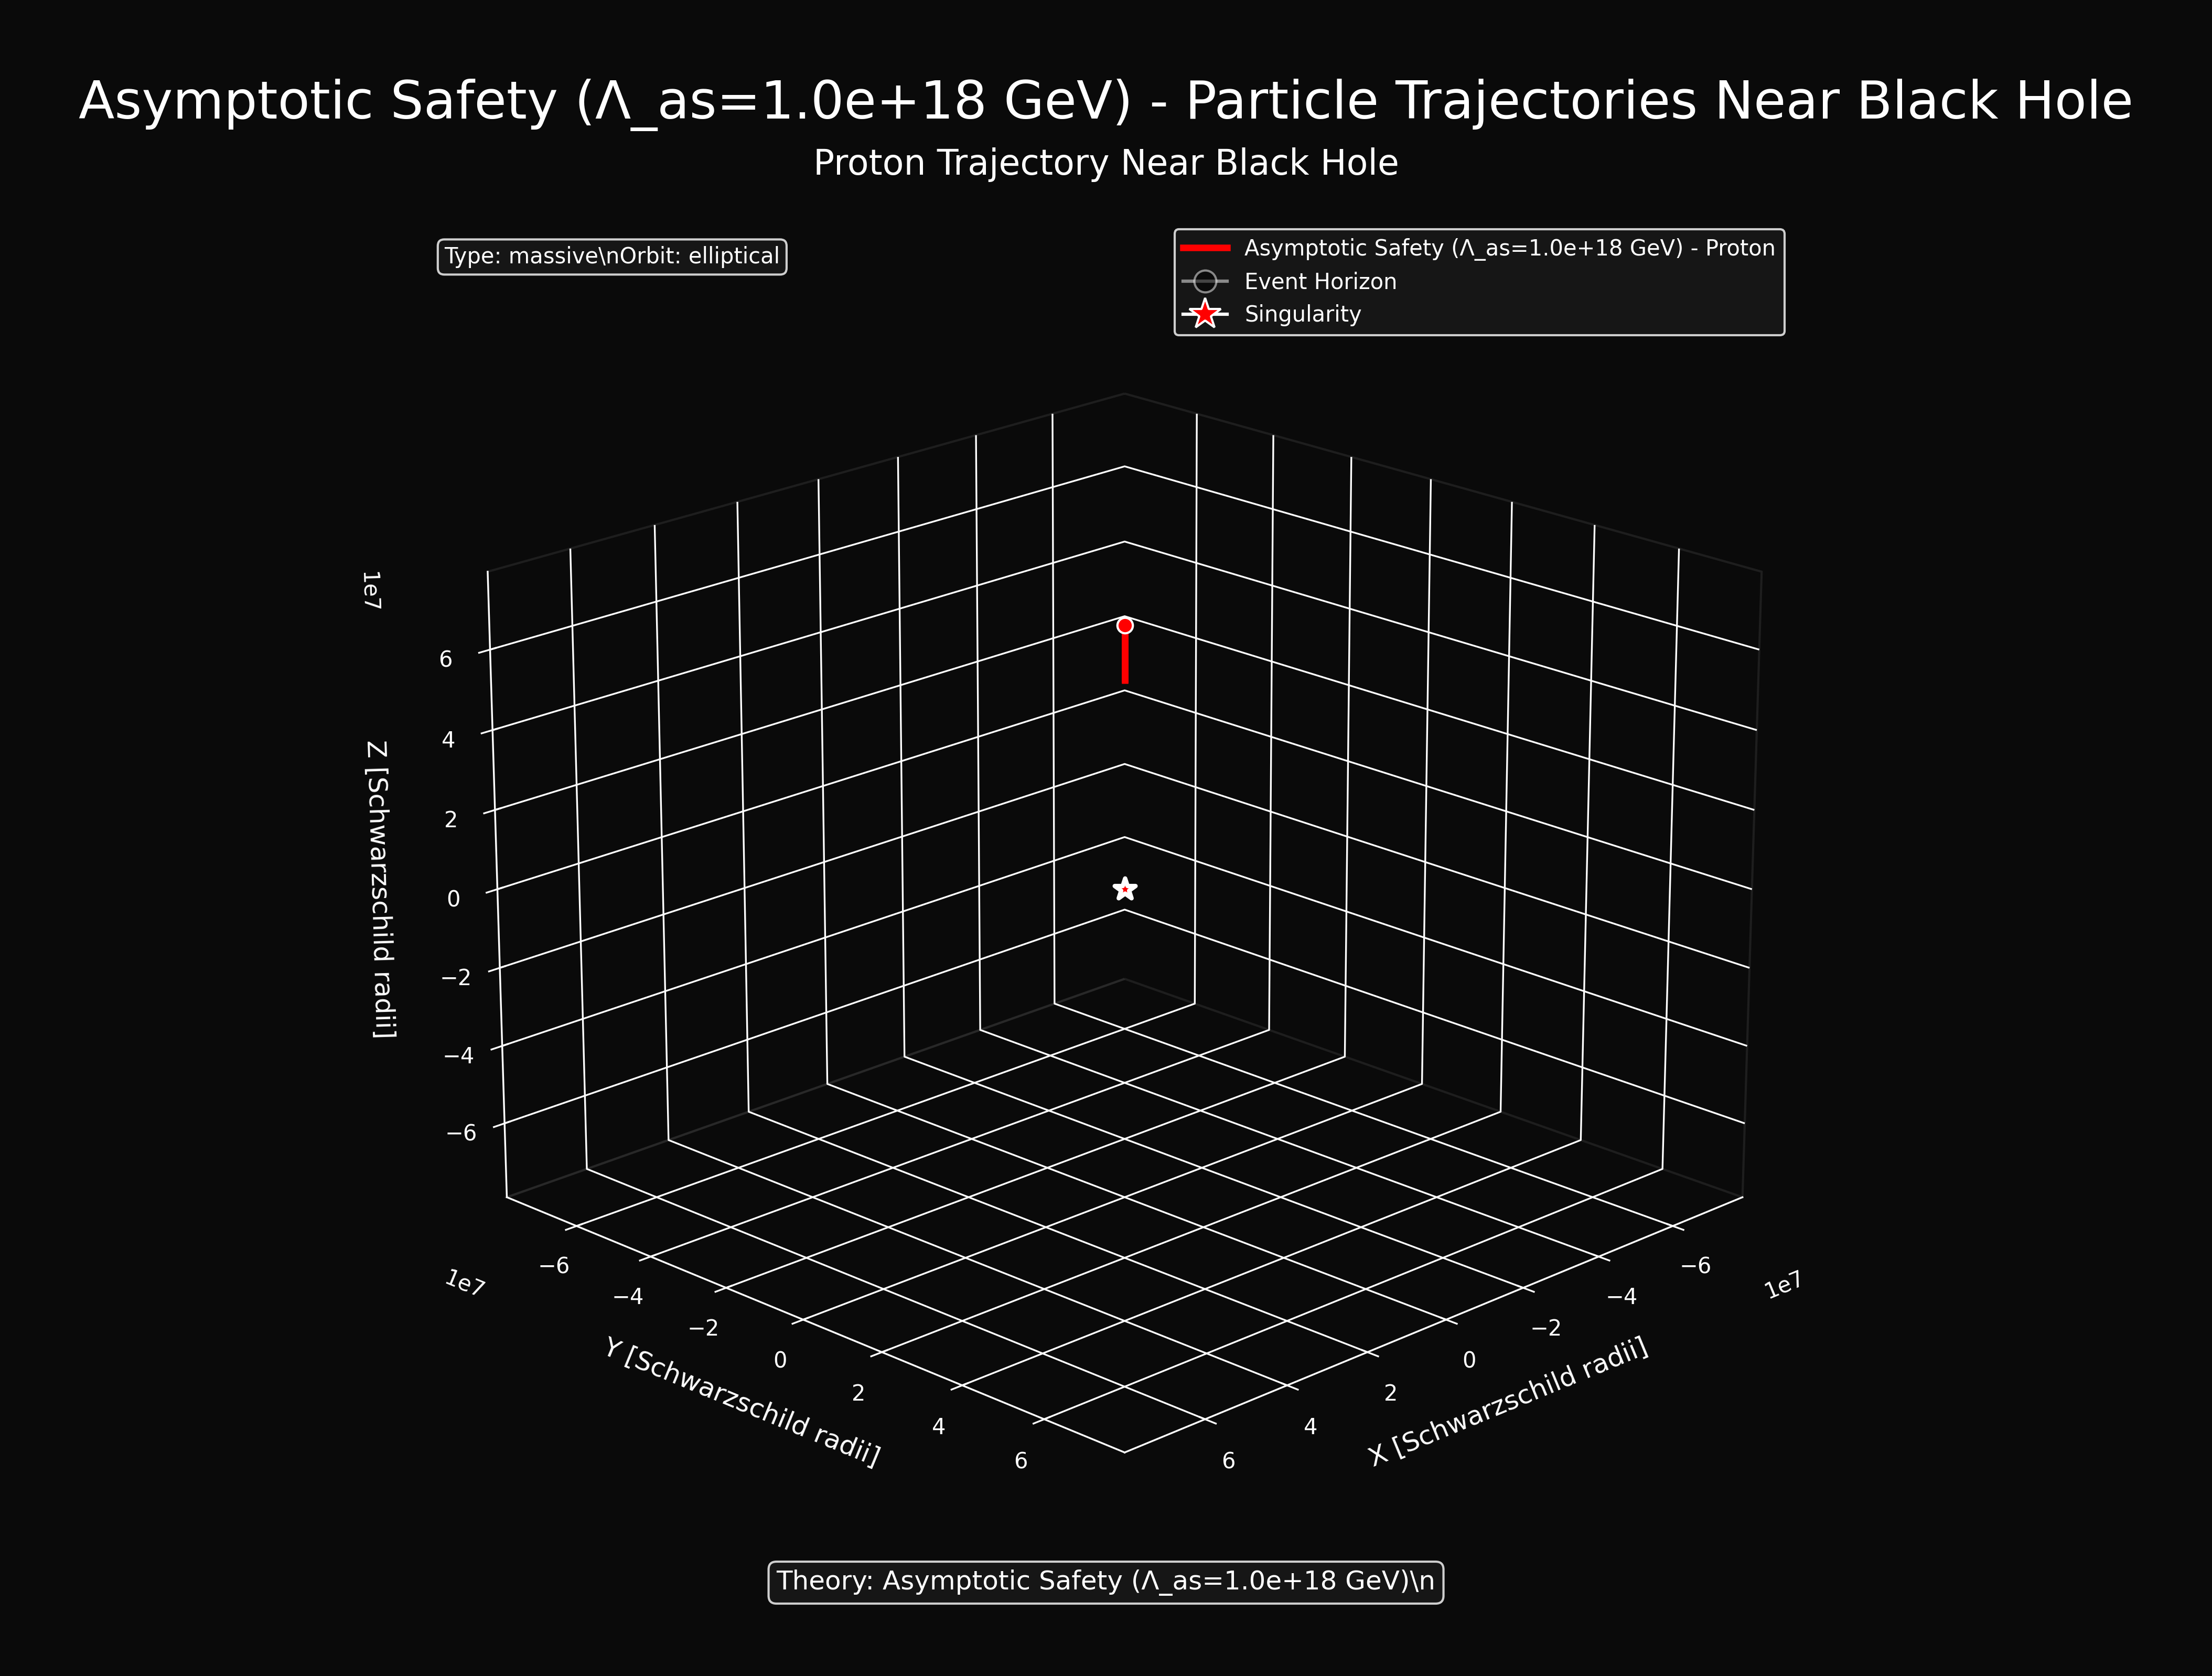 Asymptotic Safety (Λ_as=1.0e+18 GeV) - Particle Trajectories Near Black Hole
Proton Trajectory Near Black Hole
Type: massive\nOrbit: elliptical
Asymptotic Safety (Λ_as=1.0e+18 GeV) - Proton
Event Horizon
Singularity
1e7
6
4
2
0
−2
−4
−6
Z [Schwarzschild radii]
1e7
−6
−4
−2
0
2
4
6
Y [Schwarzschild radii]
1e7
−6
−4
−2
0
2
4
6
X [Schwarzschild radii]
Theory: Asymptotic Safety (Λ_as=1.0e+18 GeV)\n